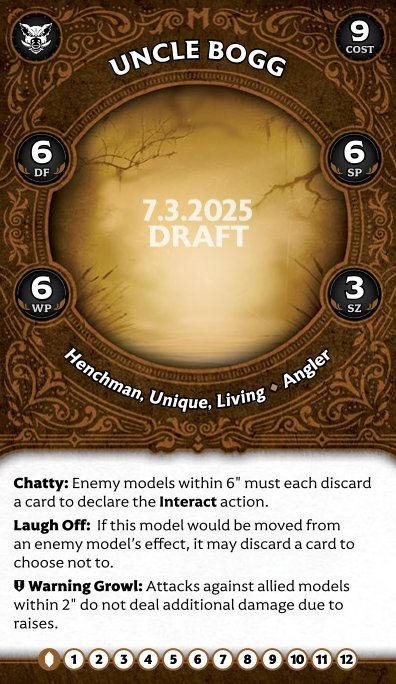 UNCLE BOGG
9
COST
6
DF
6
SP
7.3.2025
DRAFT
6
WP
3
SZ
Henchman, Unique, Living ◆ Angler
Chatty: Enemy models within 6" must each discard
a card to declare the Interact action.
Laugh Off: If this model would be moved from
an enemy model's effect, it may discard a card to
choose not to.
Warning Growl: Attacks against allied models
within 2" do not deal additional damage due to
raises.
1 2 3 4 5 6 7 8 9 10 11 12